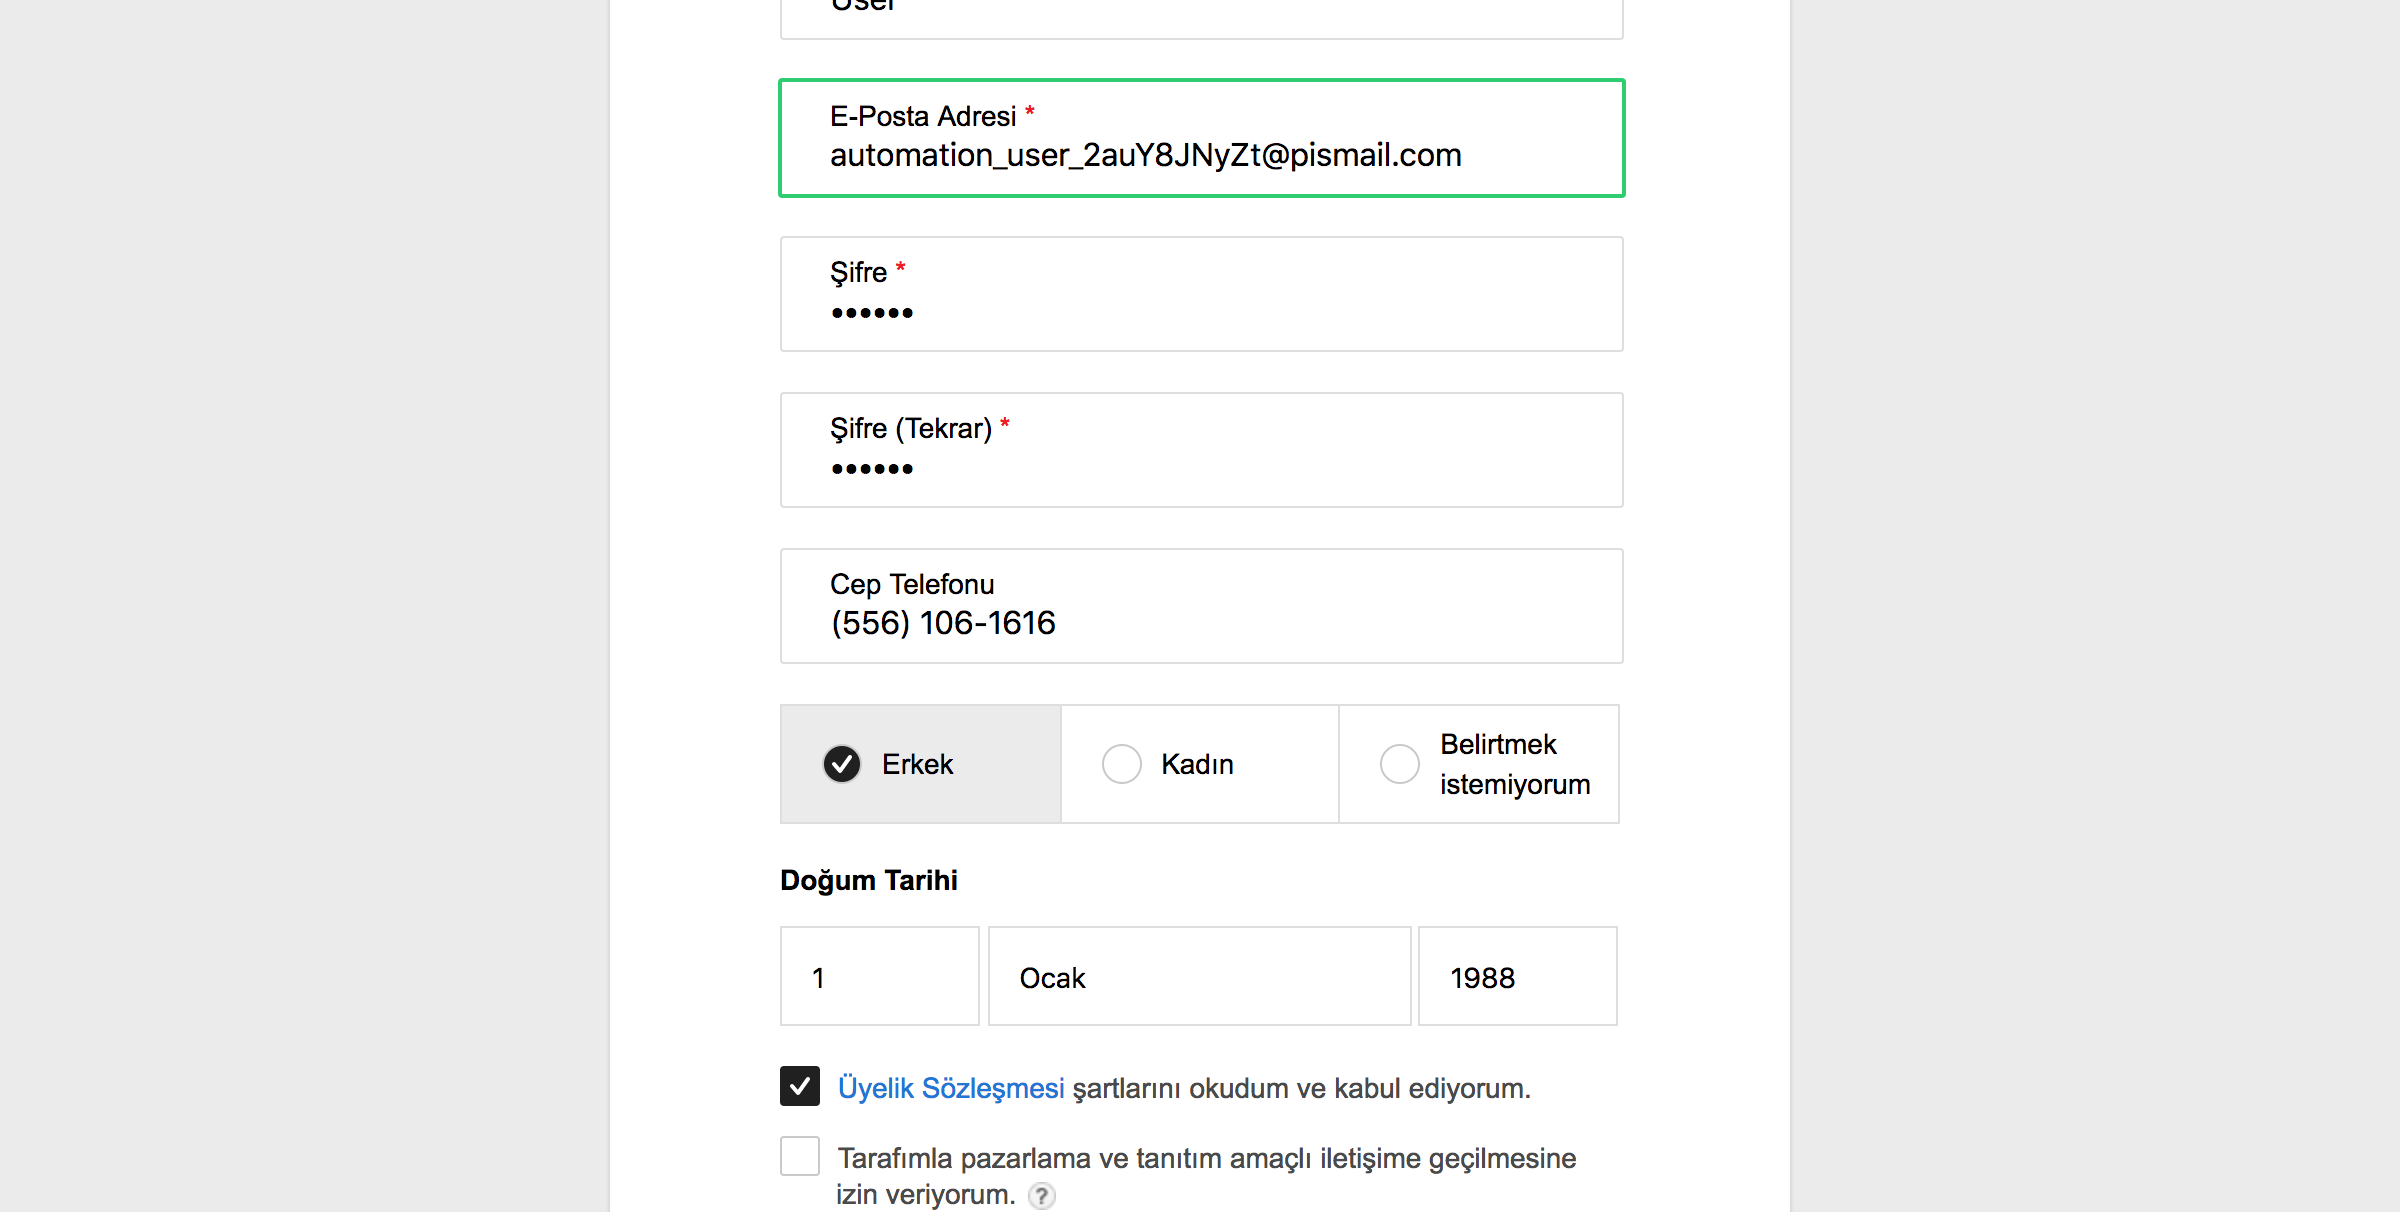 User
E-Posta Adresi *
automation_user_2auY8JNyZt@pismail.com
Şifre *
••••••
Şifre (Tekrar) *
••••••
Cep Telefonu
(556) 106-1616
Erkek
Kadın
Belirtmek
istemiyorum
Doğum Tarihi
1
Ocak
1988
Üyelik Sözleşmesi şartlarını okudum ve kabul ediyorum.
Tarafımla pazarlama ve tanıtım amaçlı iletişime geçilmesine
izin veriyorum. ?